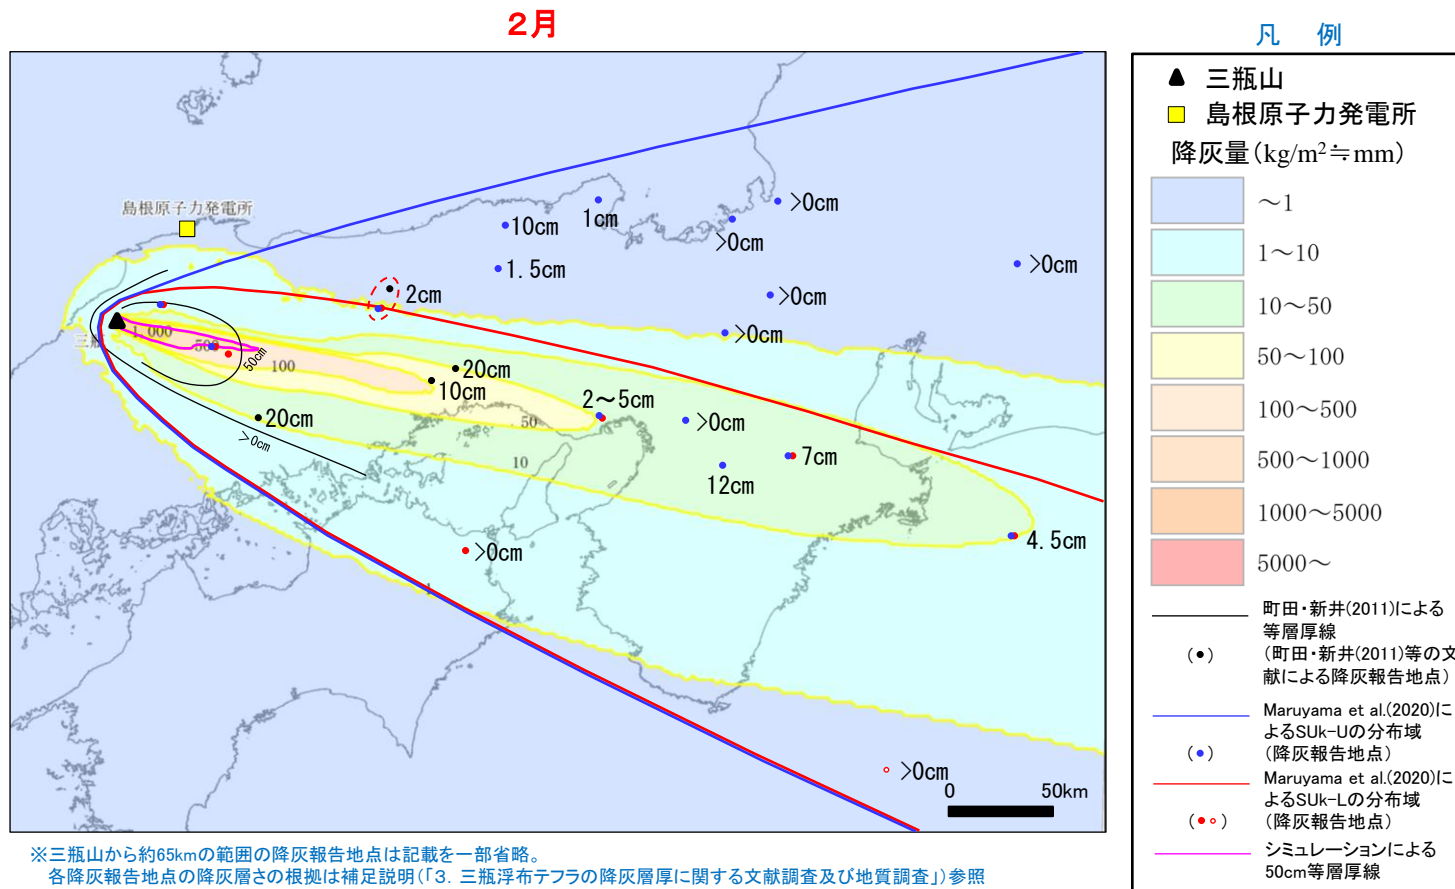 2月
凡　例
三瓶山
島根原子力発電所
降灰量(kg/m²≒mm)
～1
1～10
10～50
50～100
100～500
500～1000
1000～5000
5000～
町田・新井(2011)による
等層厚線
(町田・新井(2011)等の文
献による降灰報告地点)
(●)
Maruyama et al.(2020)に
よるSUk-Uの分布域
(降灰報告地点)
(●)
Maruyama et al.(2020)に
よるSUk-Lの分布域
(降灰報告地点)
(●○)
シミュレーションによる
50cm等層厚線
島根原子力発電所
10cm
1cm
>0cm
>0cm
1.5cm
>0cm
>0cm
>0cm
2cm
三瓶
1,000
500
100
50cm
20cm
10cm
20cm
>0cm
2～5cm
50
10
>0cm
12cm
7cm
4.5cm
>0cm
1
>0cm
0
50km
※三瓶山から約65kmの範囲の降灰報告地点は記載を一部省略。
各降灰報告地点の降灰層さの根拠は補足説明(「3. 三瓶浮布テフラの降灰層厚に関する文献調査及び地質調査」)参照